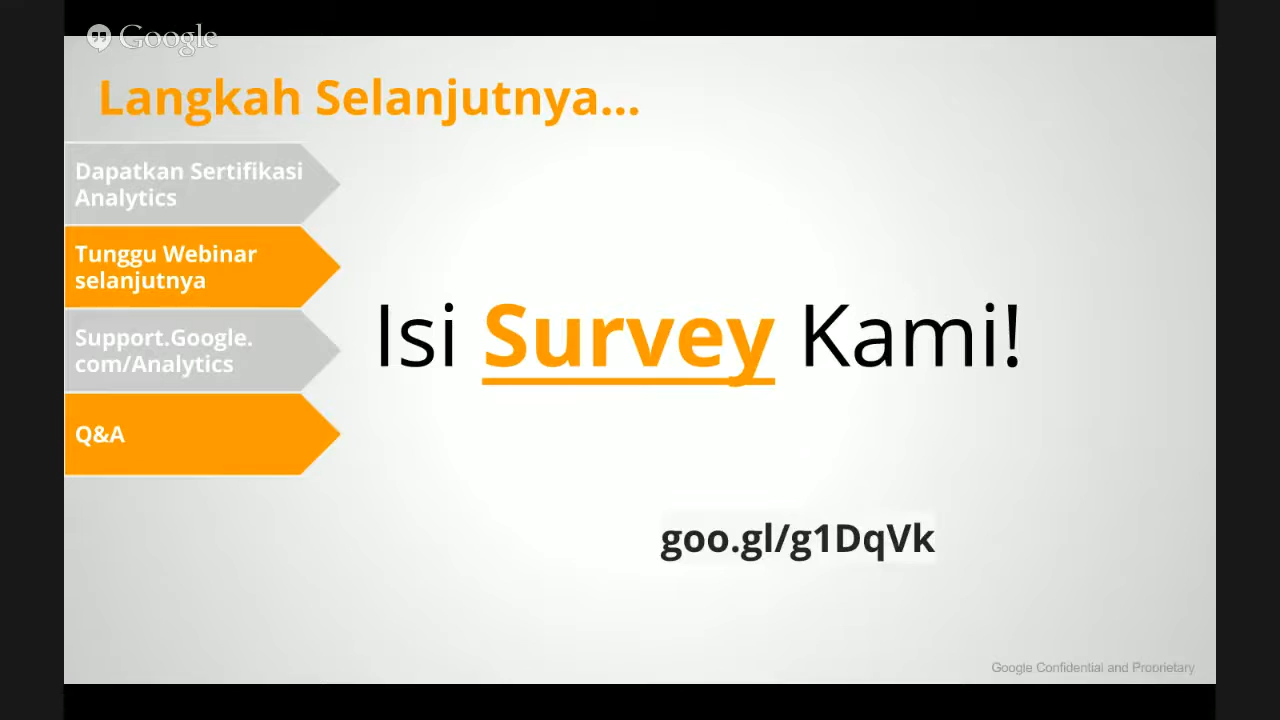 Google
Langkah Selanjutnya...
Dapatkan Sertifikasi
Analytics
Tunggu Webinar
selanjutnya
Support.Google.
com/Analytics
Q&A
Isi Survey Kami!
goo.gl/g1DqVk
Google Confidential and Proprietary